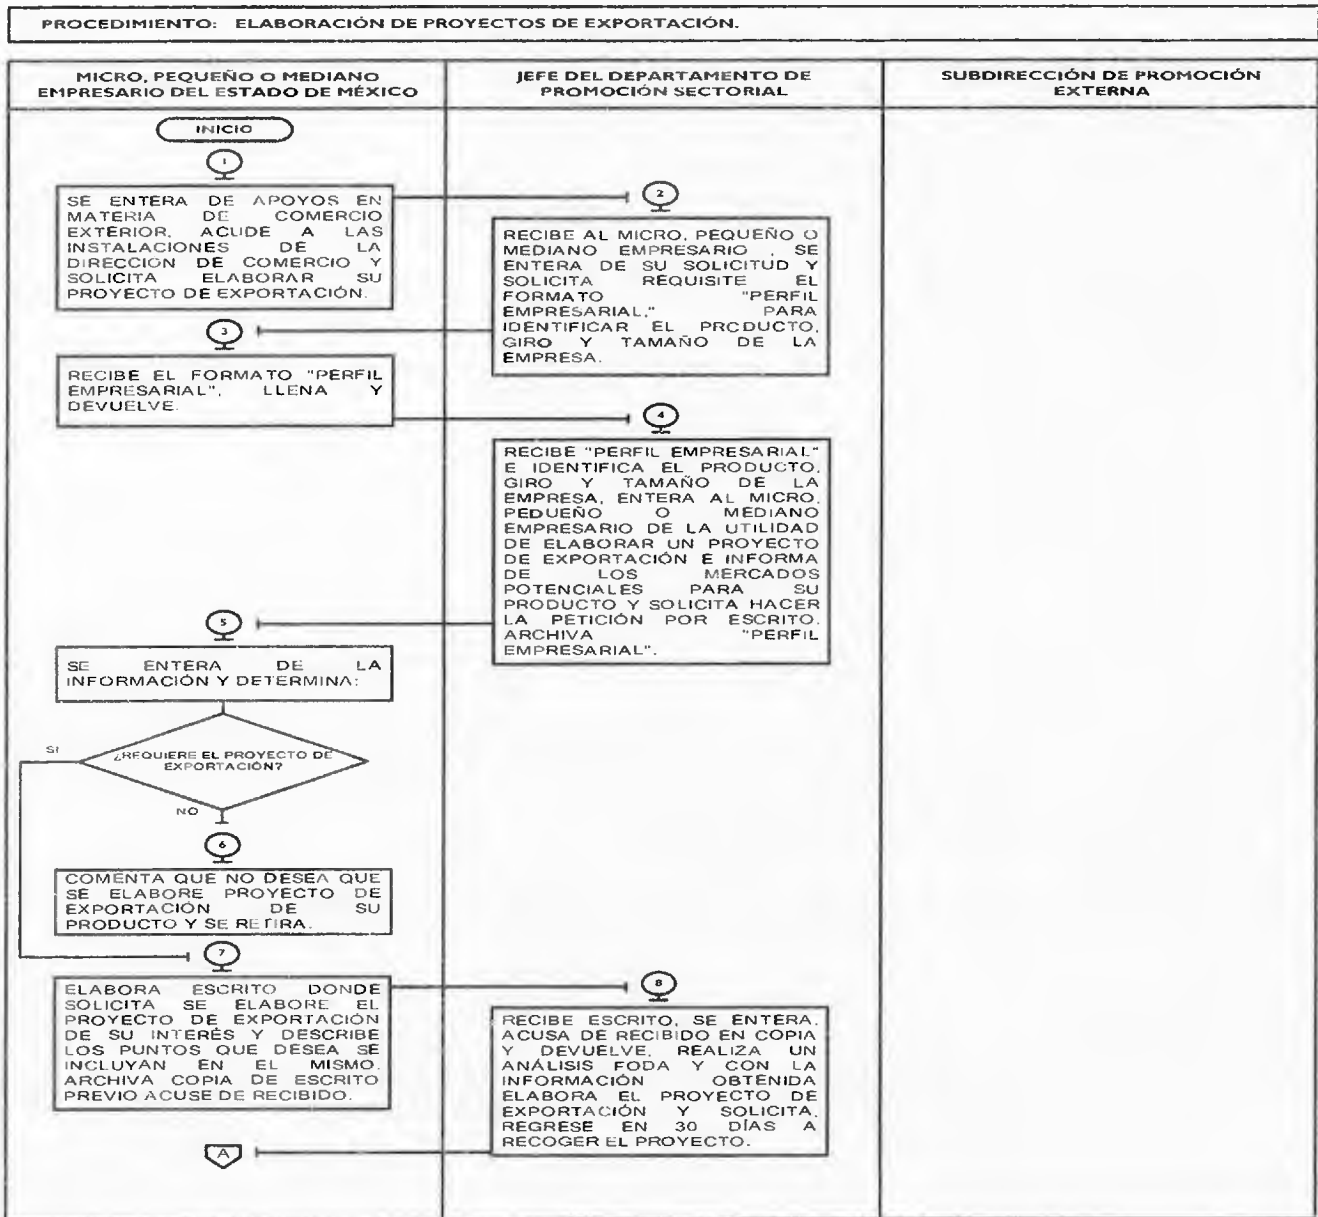 PROCEDIMIENTO: ELABORACIÓN DE PROYECTOS DE EXPORTACIÓN.
MICRO, PEQUEÑO O MEDIANO
EMPRESARIO DEL ESTADO DE MÉXICO
JEFE DEL DEPARTAMENTO DE
PROMOCIÓN SECTORIAL
SUBDIRECCIÓN DE PROMOCIÓN
EXTERNA
INICIO
1
SE ENTERA DE APOYOS EN
MATERIA DE COMERCIO
EXTERIOR, ACUDE A LAS
INSTALACIONES DE LA
DIRECCION DE COMERCIO Y
SOLICITA ELABORAR SU
PROYECTO DE EXPORTACIÓN.
2
RECIBE AL MICRO, PEQUEÑO O
MEDIANO EMPRESARIO , SE
ENTERA DE SU SOLICITUD Y
SOLICITA REQUISITE EL
FORMATO "PERFIL
EMPRESARIAL," PARA
IDENTIFICAR EL PRODUCTO,
GIRO Y TAMAÑO DE LA
EMPRESA.
3
RECIBE EL FORMATO "PERFIL
EMPRESARIAL", LLENA Y
DEVUELVE.
4
RECIBE "PERFIL EMPRESARIAL"
E IDENTIFICA EL PRODUCTO,
GIRO Y TAMAÑO DE LA
EMPRESA, ENTERA AL MICRO,
PEDUEÑO O MEDIANO
EMPRESARIO DE LA UTILIDAD
DE ELABORAR UN PROYECTO
DE EXPORTACIÓN E INFORMA
DE LOS MERCADOS
POTENCIALES PARA SU
PRODUCTO Y SOLICITA HACER
LA PETICIÓN POR ESCRITO.
ARCHIVA "PERFIL
EMPRESARIAL".
5
SE ENTERA DE LA
INFORMACIÓN Y DETERMINA:
SI
¿REQUIERE EL PROYECTO DE
EXPORTACIÓN?
NO
6
COMENTA QUE NO DESEA QUE
SE ELABORE PROYECTO DE
EXPORTACIÓN DE SU
PRODUCTO Y SE RETIRA.
7
ELABORA ESCRITO DONDE
SOLICITA SE ELABORE EL
PROYECTO DE EXPORTACIÓN
DE SU INTERÉS Y DESCRIBE
LOS PUNTOS QUE DESEA SE
INCLUYAN EN EL MISMO.
ARCHIVA COPIA DE ESCRITO
PREVIO ACUSE DE RECIBIDO.
8
RECIBE ESCRITO, SE ENTERA,
ACUSA DE RECIBIDO EN COPIA
Y DEVUELVE, REALIZA UN
ANÁLISIS FODA Y CON LA
INFORMACIÓN OBTENIDA
ELABORA EL PROYECTO DE
EXPORTACIÓN Y SOLICITA,
REGRESE EN 30 DÍAS A
RECOGER EL PROYECTO.
A